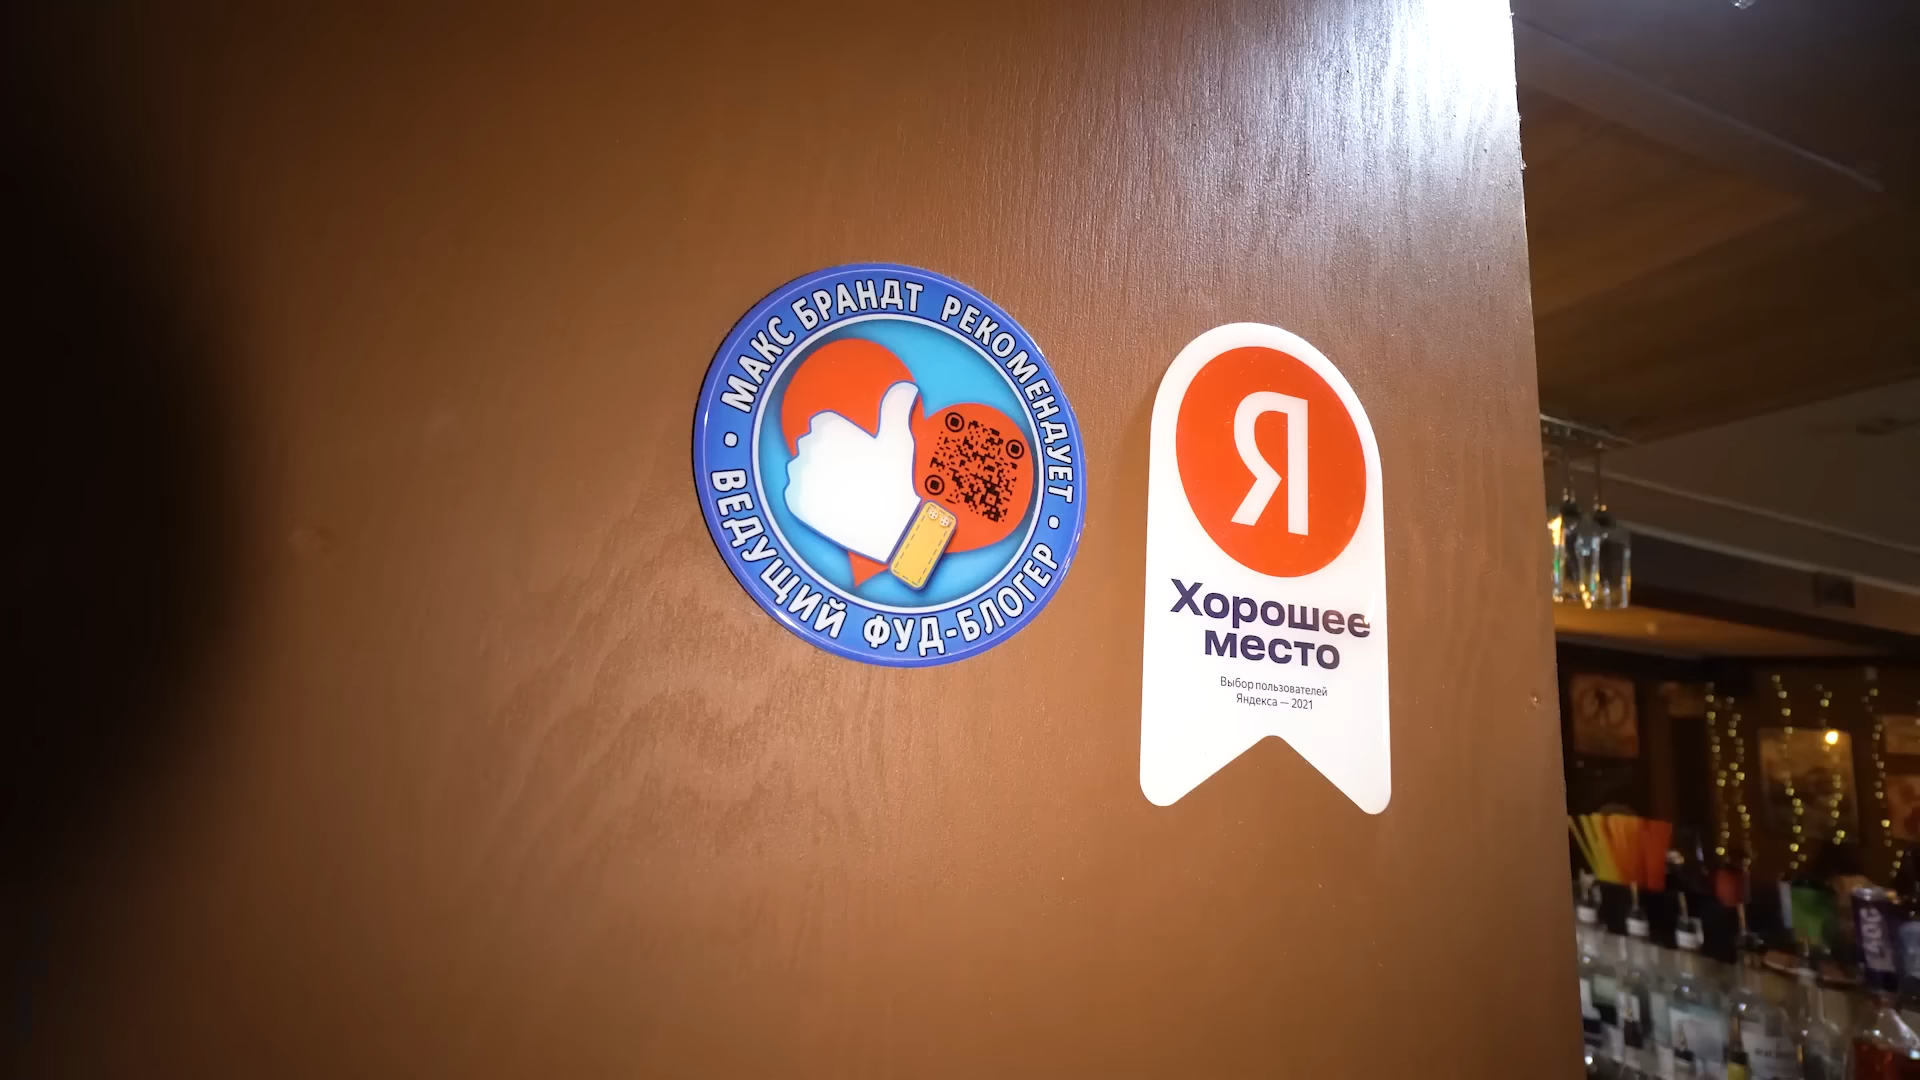 МАКС БРАНДТ РЕКОМЕНДУЕТ
ВЕДУЩИЙ ФУД-БЛОГЕР
Я
Хорошее
место
Выбор пользователей
Яндекса — 2021